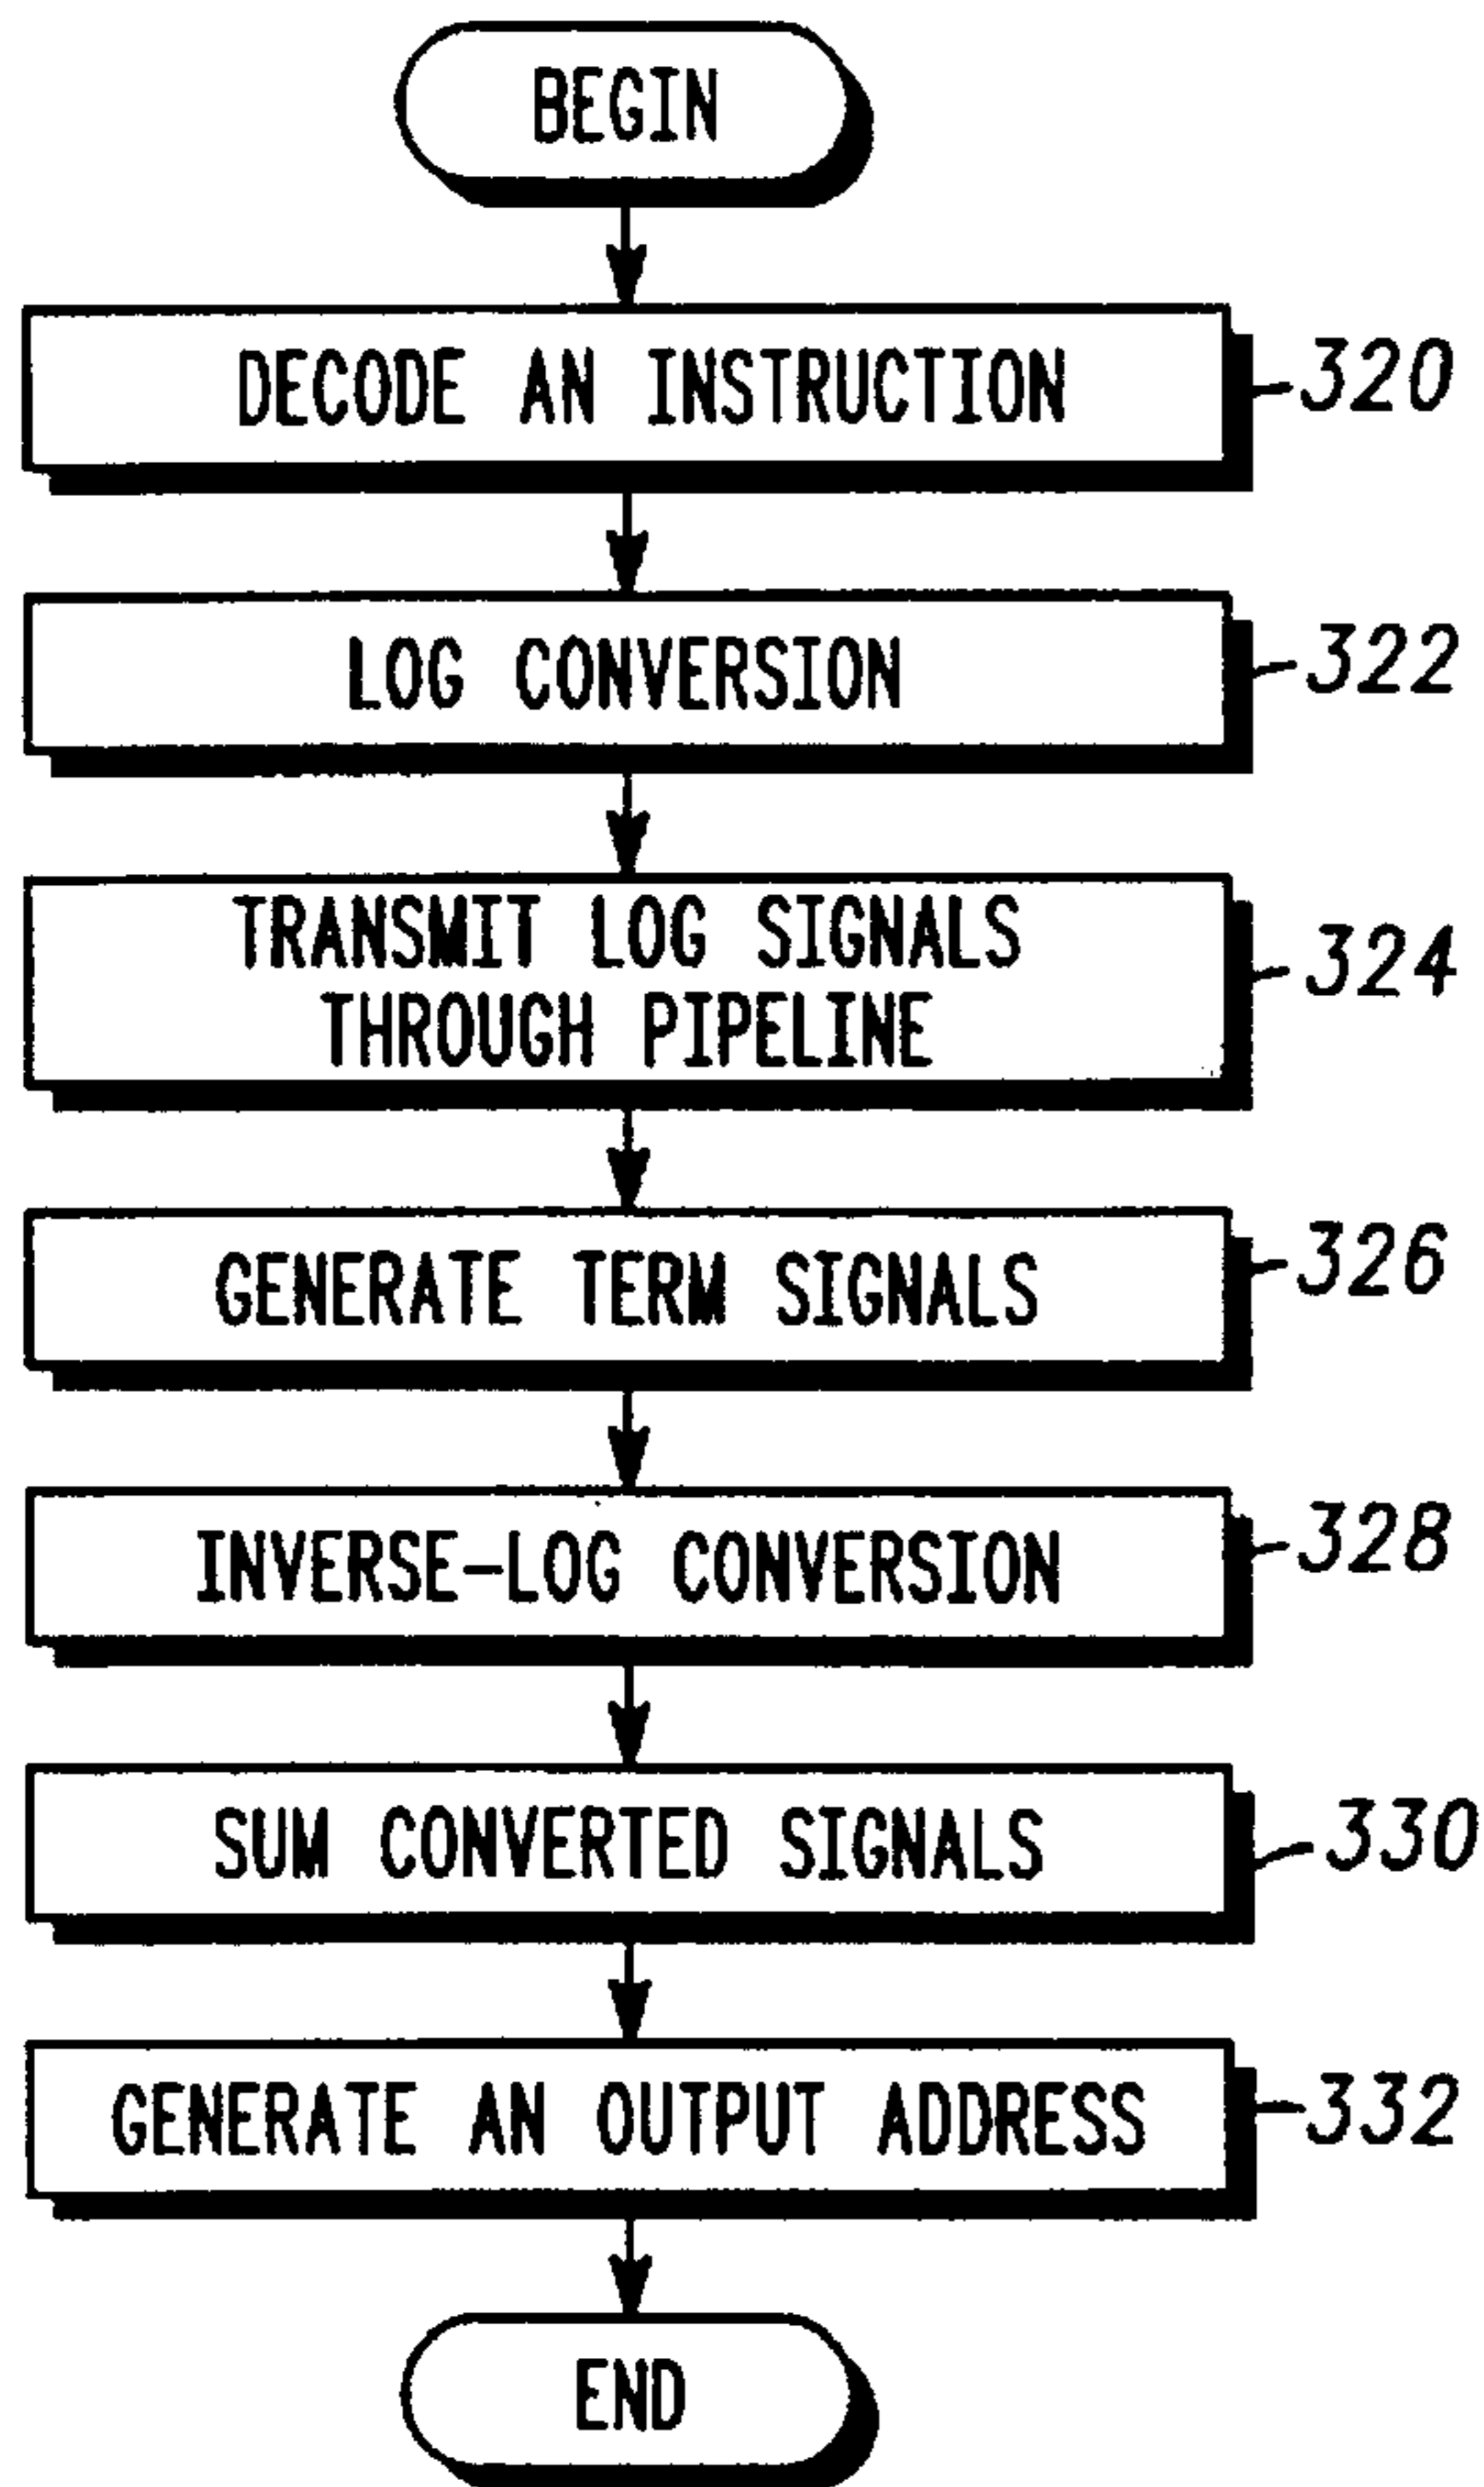 BEGIN
DECODE AN INSTRUCTION
320
LOG CONVERSION
322
TRANSMIT LOG SIGNALS
THROUGH PIPELINE
324
GENERATE TERM SIGNALS
326
INVERSE-LOG CONVERSION
328
SUM CONVERTED SIGNALS
330
GENERATE AN OUTPUT ADDRESS
332
END